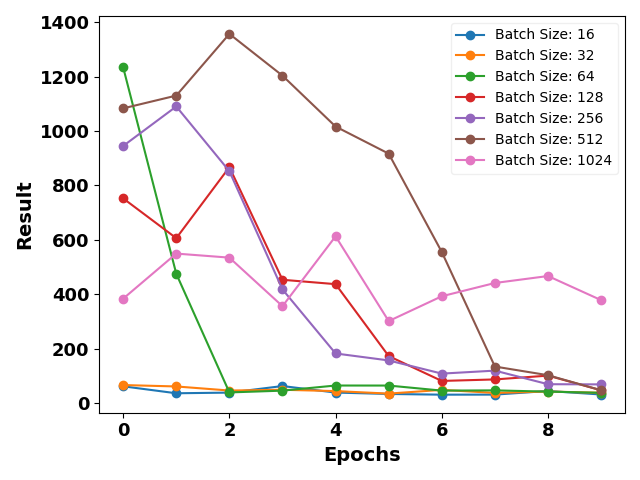 1400
1200
1000
800
600
400
200
0
Result
0 2 4 6 8
Epochs
Batch Size: 16
Batch Size: 32
Batch Size: 64
Batch Size: 128
Batch Size: 256
Batch Size: 512
Batch Size: 1024